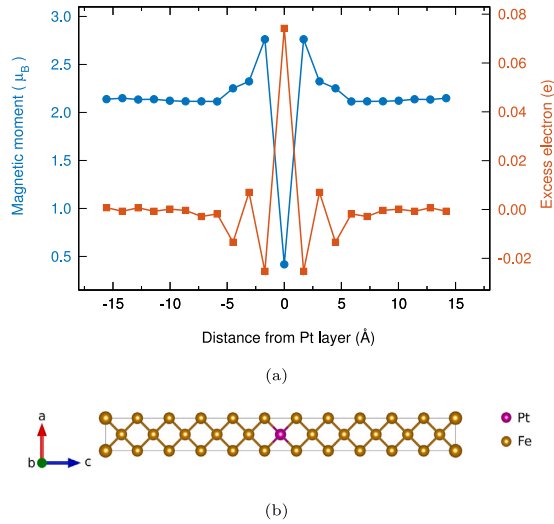 3.0
2.5
2.0
1.5
1.0
0.5
Magnetic moment ( μB)
0.08
0.06
0.04
0.02
0.00
-0.02
Excess electron (e)
-15 -10 -5 0 5 10 15
Distance from Pt layer (Å)
(a)
a
b c
Pt
Fe
(b)